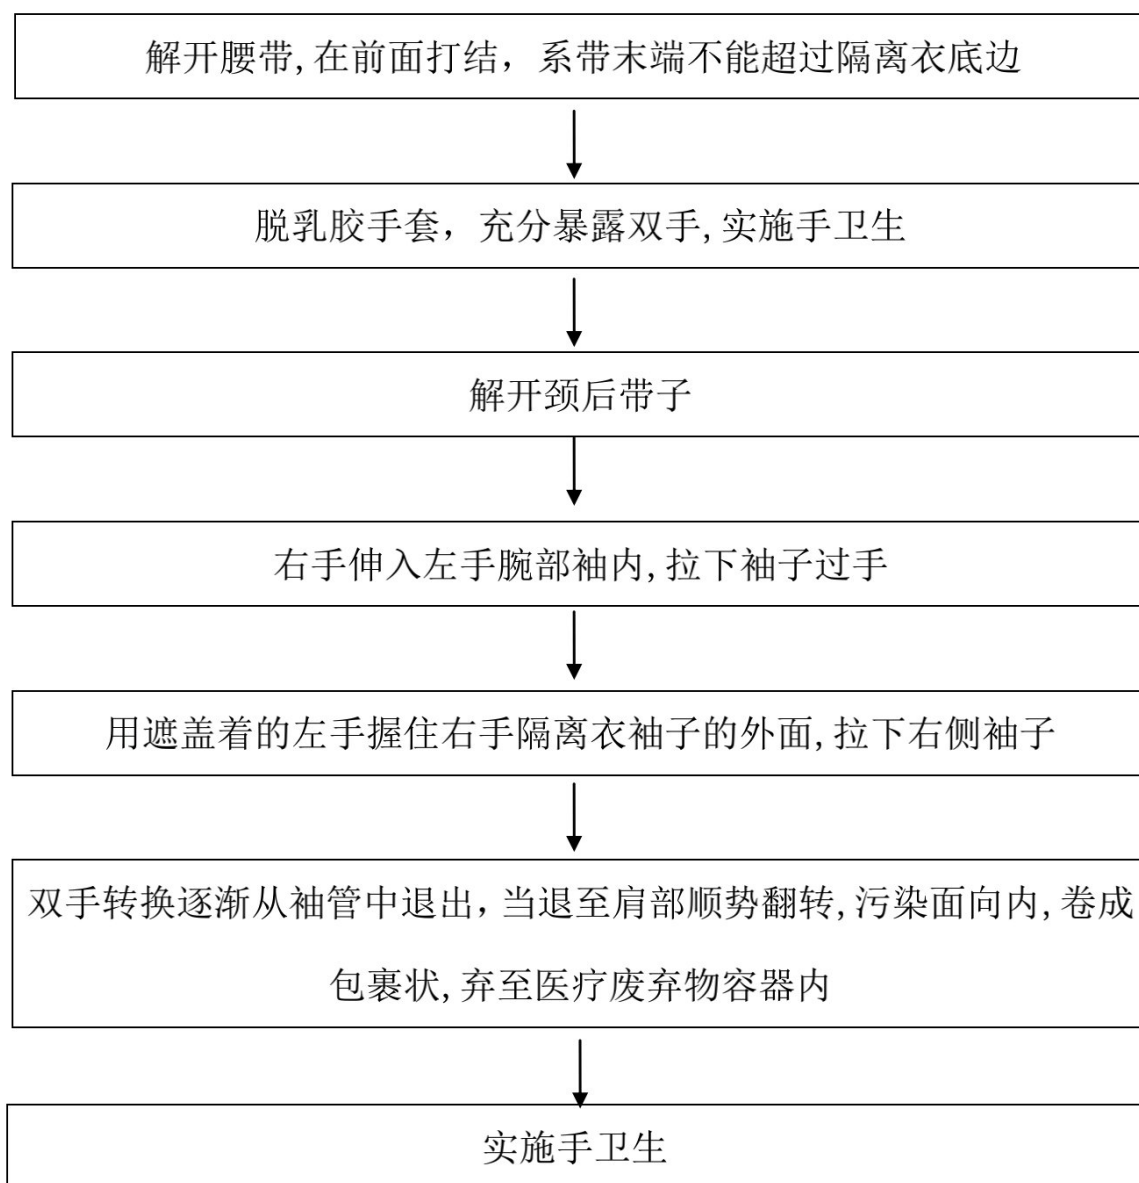 解开腰带,在前面打结，系带末端不能超过隔离衣底边
脱乳胶手套，充分暴露双手,实施手卫生
解开颈后带子
右手伸入左手腕部袖内,拉下袖子过手
用遮盖着的左手握住右手隔离衣袖子的外面,拉下右侧袖子
双手转换逐渐从袖管中退出，当退至肩部顺势翻转,污染面向内,卷成
包裹状,弃至医疗废弃物容器内
实施手卫生